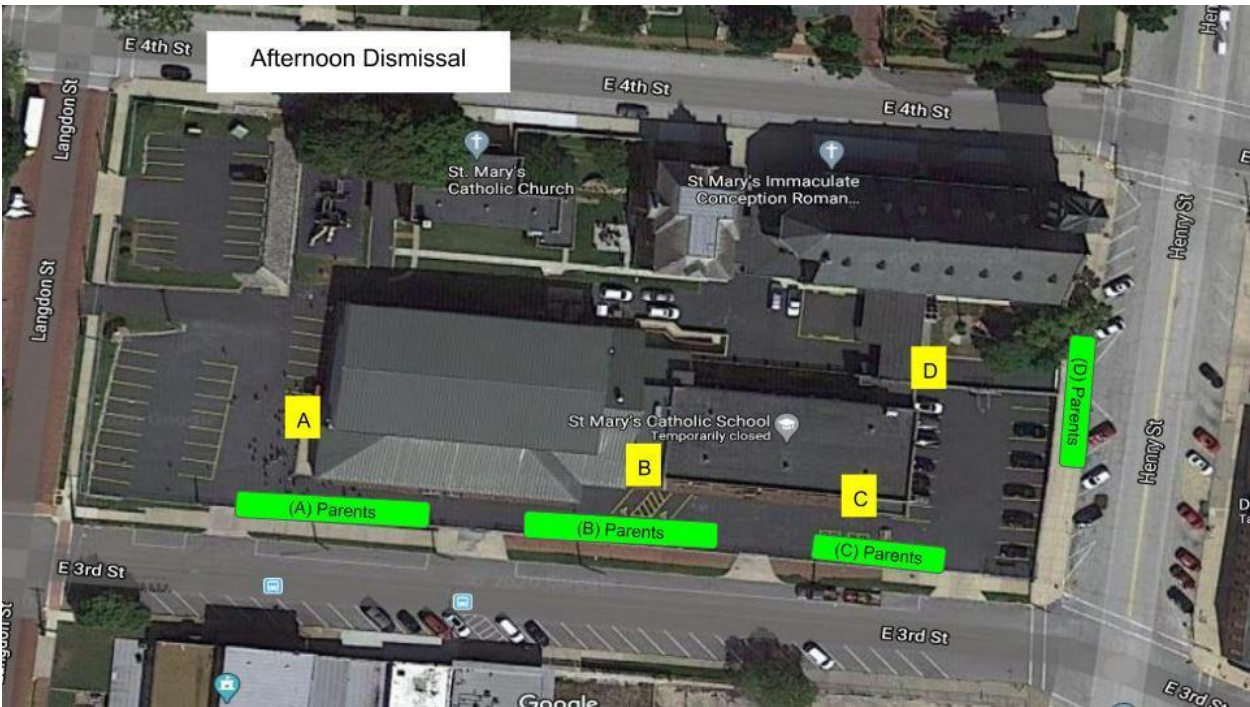 E 4th St
Afternoon Dismissal
E 4th St
E 4th St
Langdon St
St. Mary's
Catholic Church
St Mary's Immaculate
Conception Roman...
Henry St
Langdon St
D
(D) Parents
A
St Mary's Catholic School
Temporarily closed
B
C
Henry St
(A) Parents
(B) Parents
(C) Parents
E 3rd St
E 3rd St
Google
E 3rd St